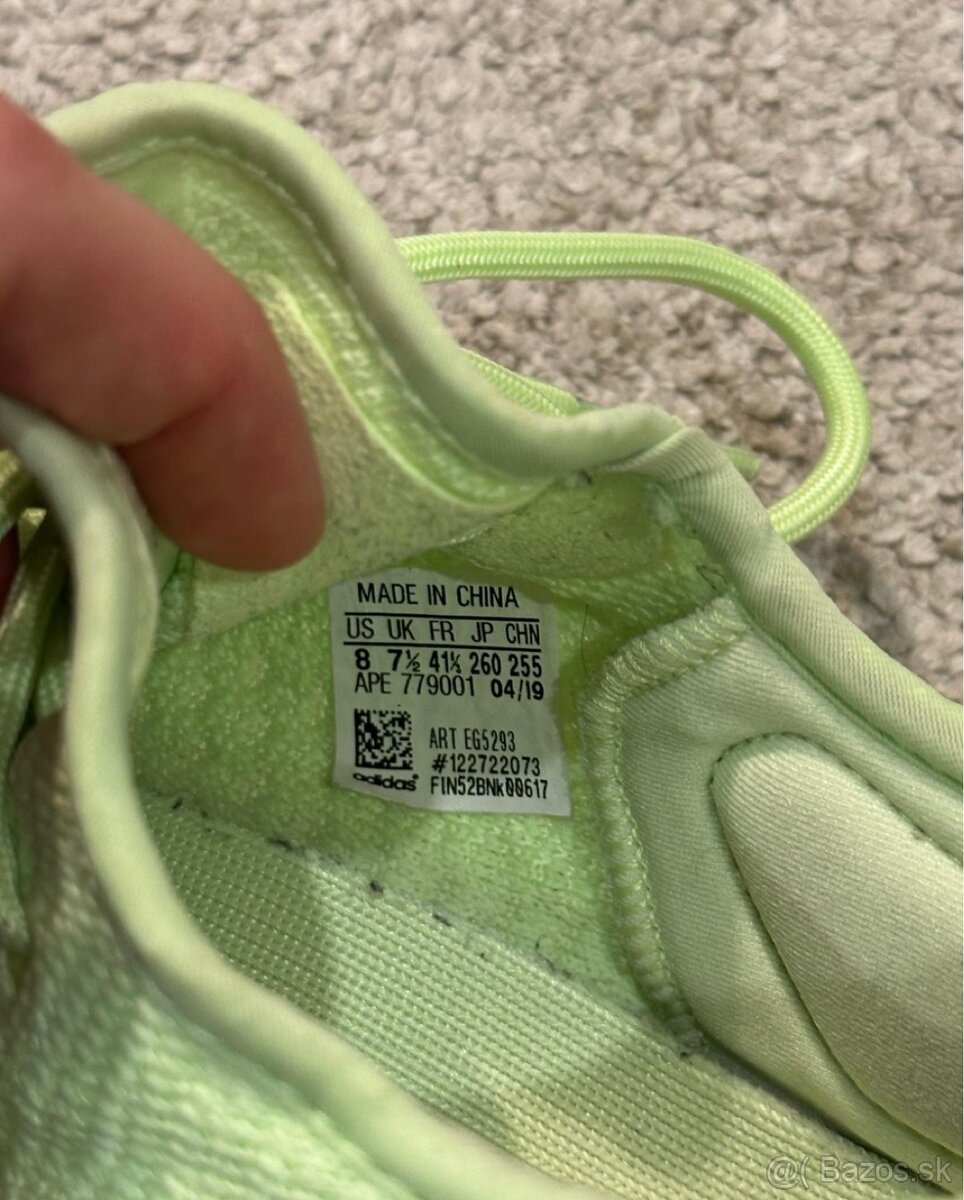 MADE IN CHINA
US UK FR JP CHN
8 7½ 41⅓ 260 255
APE 779001 04/19
ART EG5293
#122722073
adidas FIN52BNk00617
@( Bazos.sk